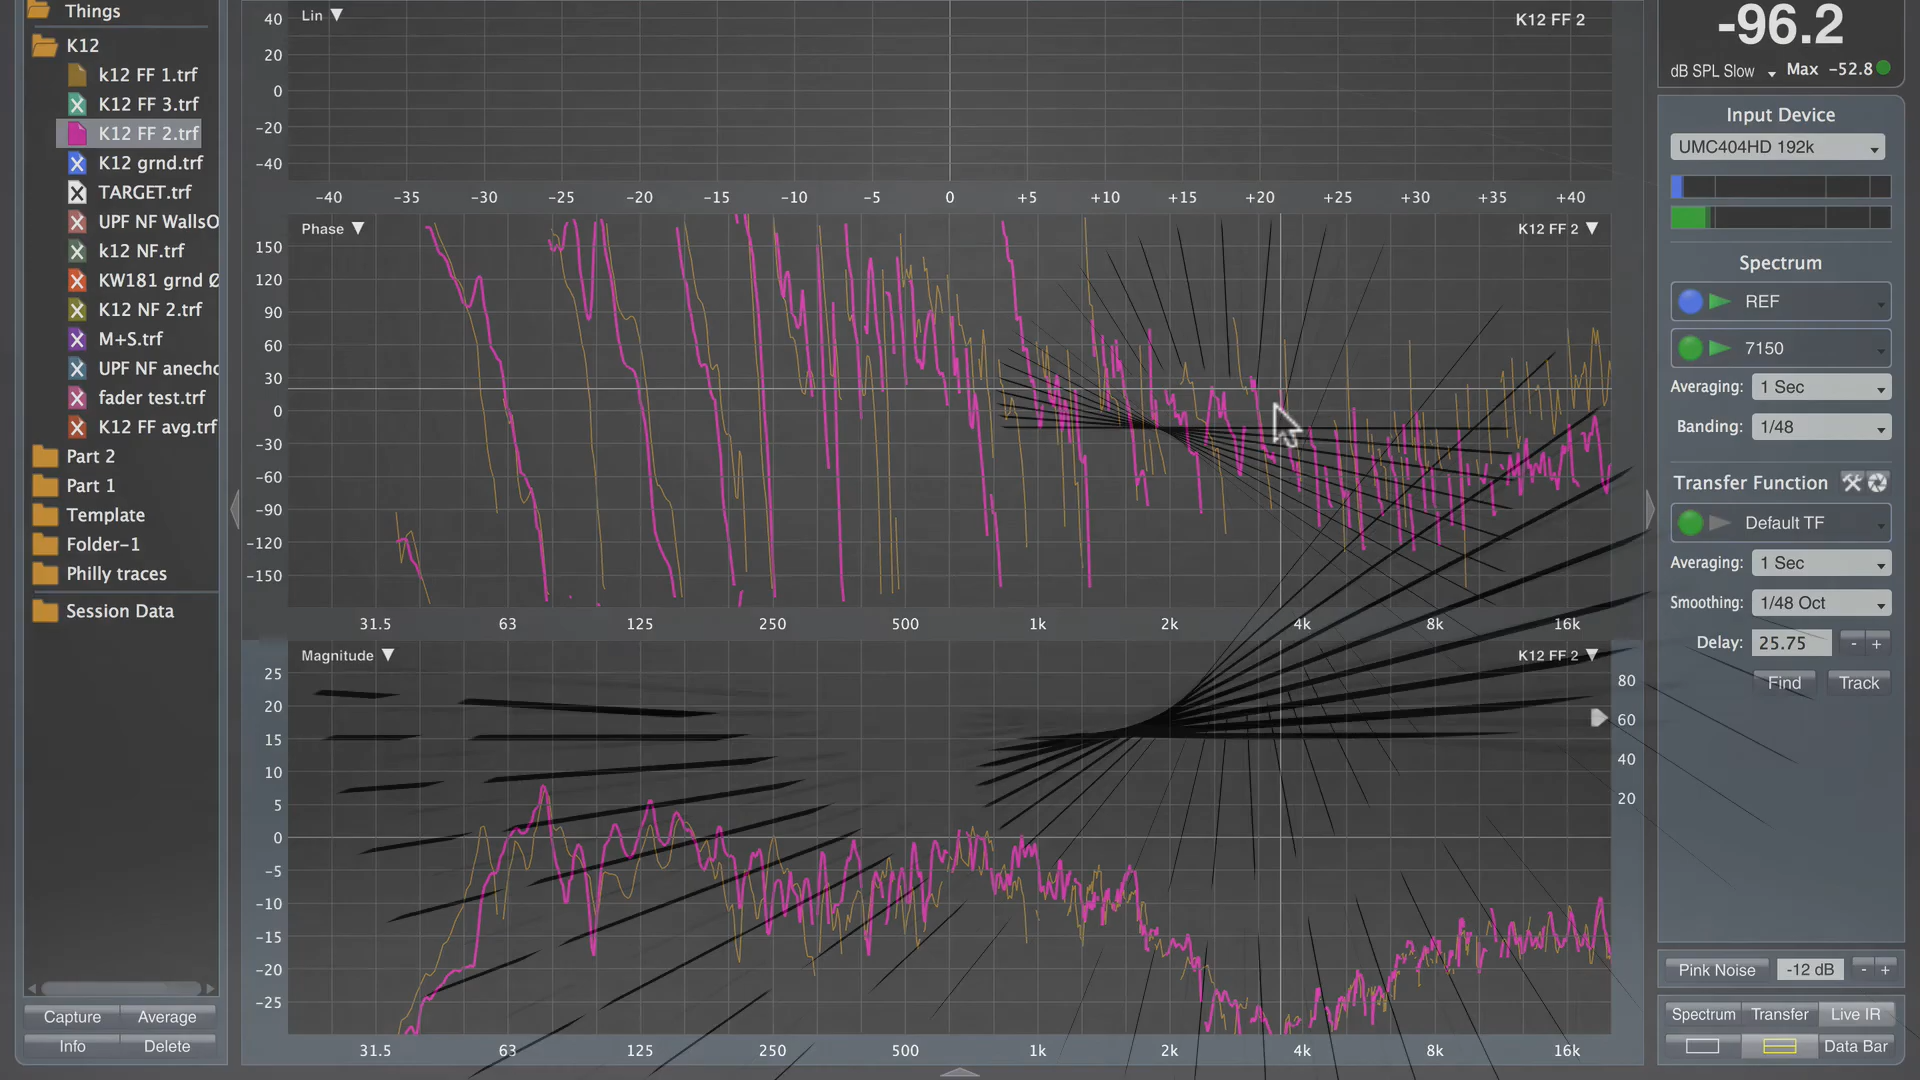 Things
K12
k12 FF 1.trf
K12 FF 3.trf
K12 FF 2.trf
K12 grnd.trf
TARGET.trf
UPF NF WallsO
k12 NF.trf
KW181 grnd Ø
K12 NF 2.trf
M+S.trf
UPF NF anecho
fader test.trf
K12 FF avg.trf
Part 2
Part 1
Template
Folder-1
Philly traces
Session Data
Capture Average
Info Delete
Lin K12 FF 2
40
20
0
-20
-40
-40 -35 -30 -25 -20 -15 -10 -5 0 +5 +10 +15 +20 +25 +30 +35 +40
Phase K12 FF 2
150
120
90
60
30
0
-30
-60
-90
-120
-150
31.5 63 125 250 500 1k 2k 4k 8k 16k
Magnitude K12 FF 2
25
20
15
10
5
0
-5
-10
-15
-20
-25
80
60
40
20
31.5 63 125 250 500 1k 2k 4k 8k 16k
-96.2
dB SPL Slow Max -52.8
Input Device
UMC404HD 192k
Spectrum
REF
7150
Averaging: 1 Sec
Banding: 1/48
Transfer Function
Default TF
Averaging: 1 Sec
Smoothing: 1/48 Oct
Delay: 25.75 - +
Find Track
Pink Noise -12 dB - +
Spectrum Transfer Live IR
Data Bar